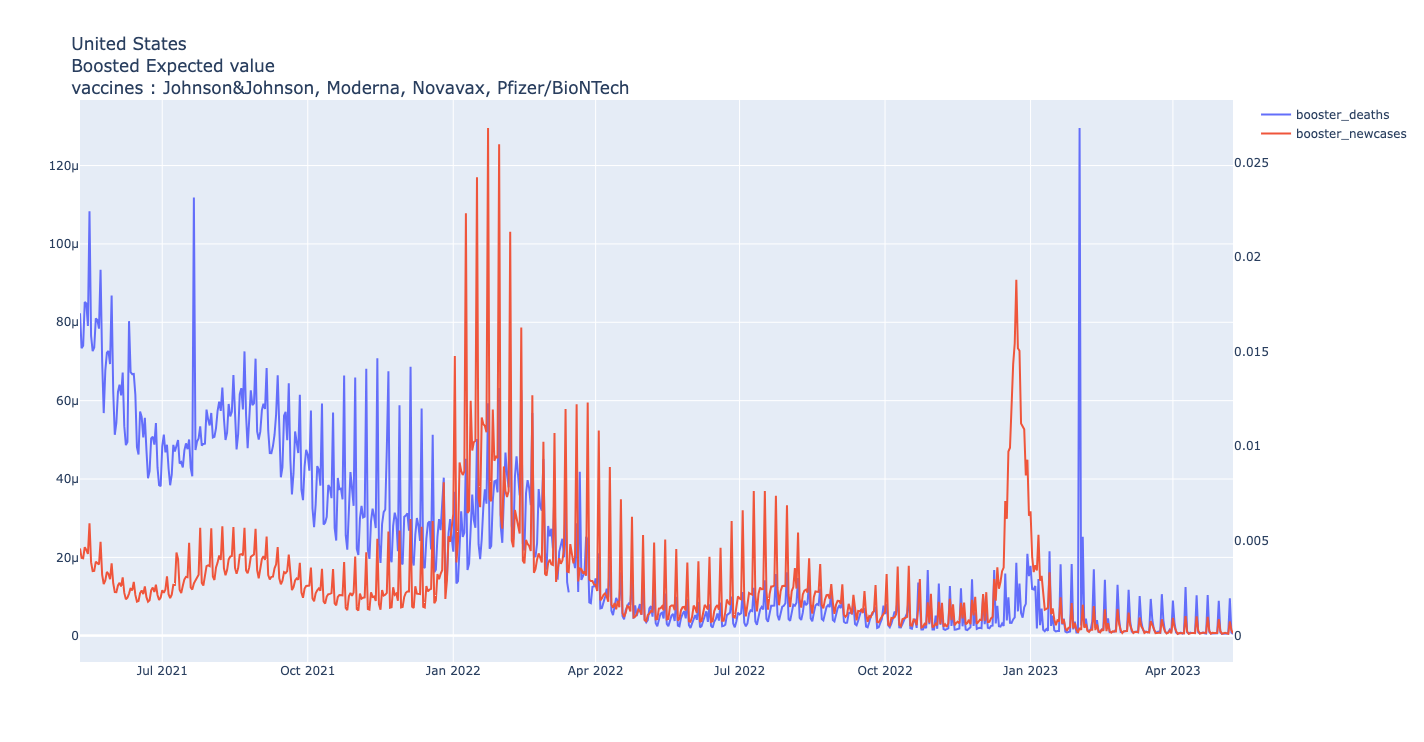 United States
Boosted Expected value
vaccines : Johnson&Johnson, Moderna, Novavax, Pfizer/BioNTech
booster_deaths
booster_newcases
120µ
100µ
80µ
60µ
40µ
20µ
0
0.025
0.02
0.015
0.01
0.005
0
Jul 2021
Oct 2021
Jan 2022
Apr 2022
Jul 2022
Oct 2022
Jan 2023
Apr 2023